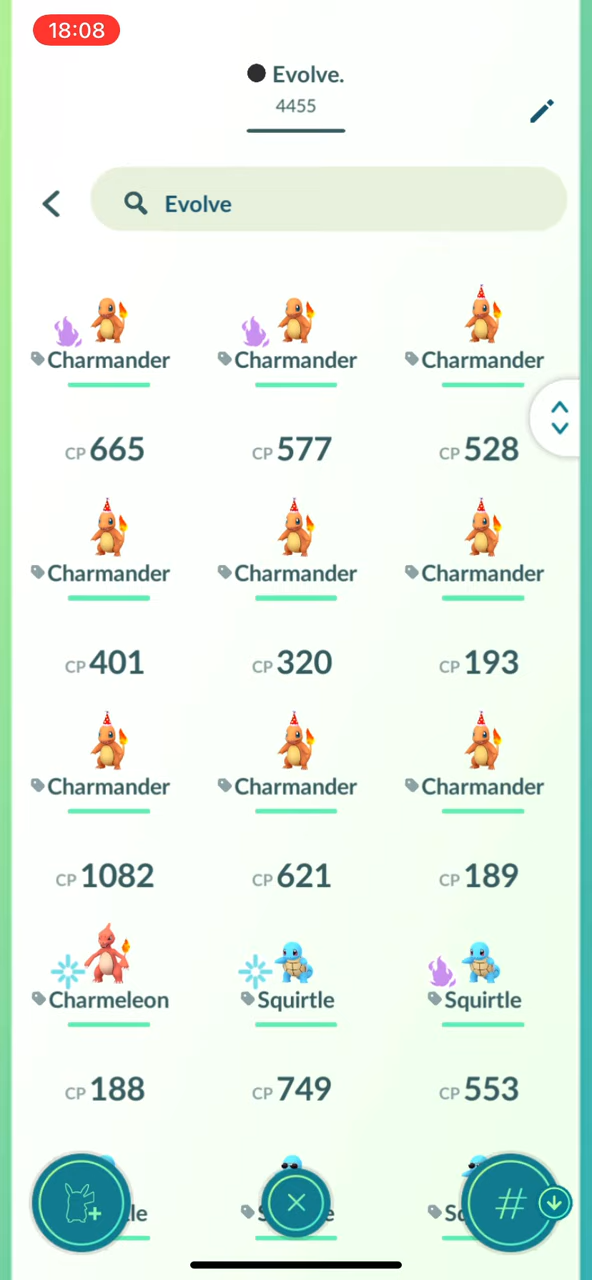 18:08
Evolve.
4455
Evolve
Charmander Charmander Charmander
CP 665 CP 577 CP 528
Charmander Charmander Charmander
CP 401 CP 320 CP 193
Charmander Charmander Charmander
CP 1082 CP 621 CP 189
Charmeleon Squirtle Squirtle
CP 188 CP 749 CP 553
#